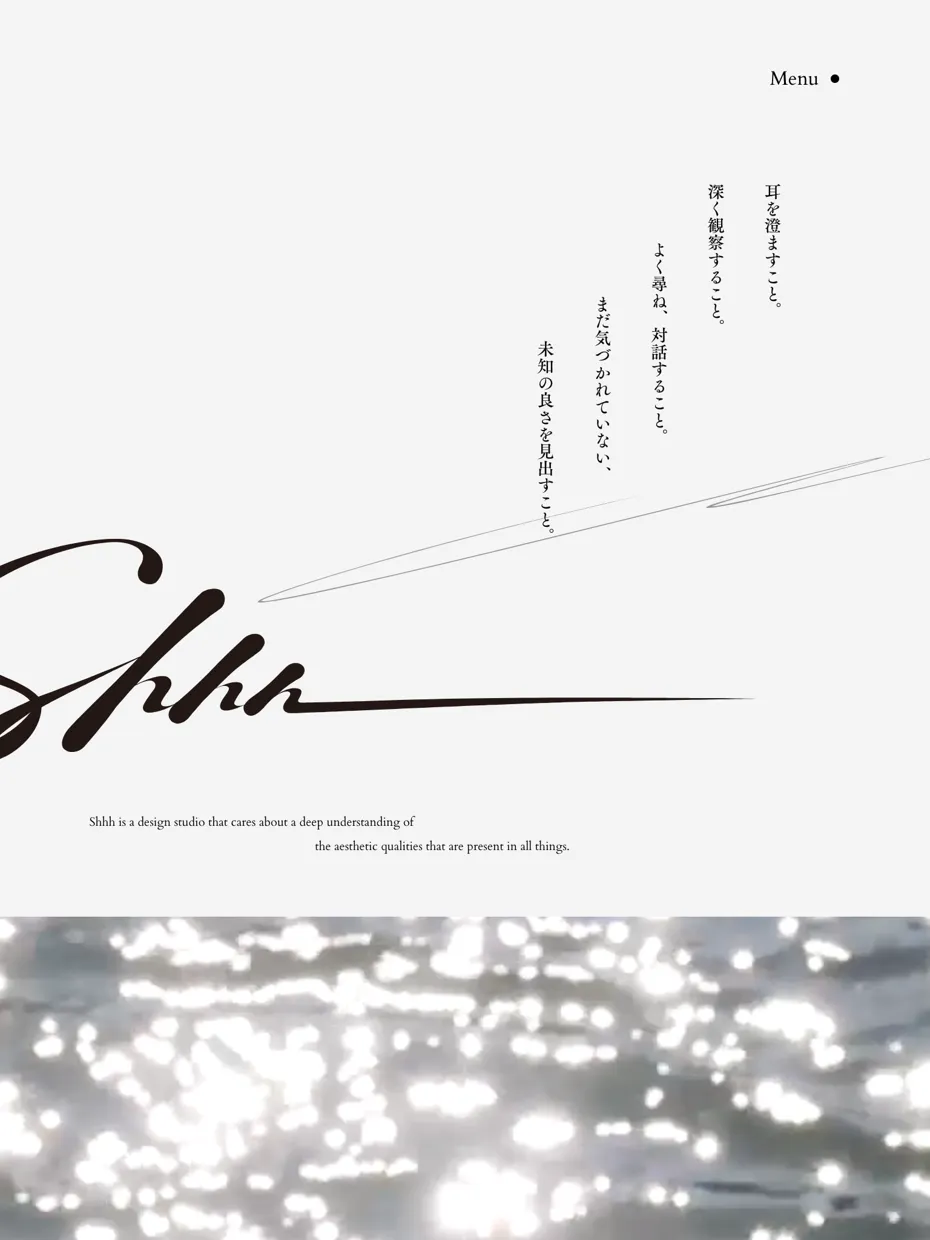 Menu
耳を澄ますこと。
深く観察すること。
よく尋ね、対話すること。
まだ気づかれていない、
未知の良さを見出すこと。
Shhh
Shhh is a design studio that cares about a deep understanding of
the aesthetic qualities that are present in all things.